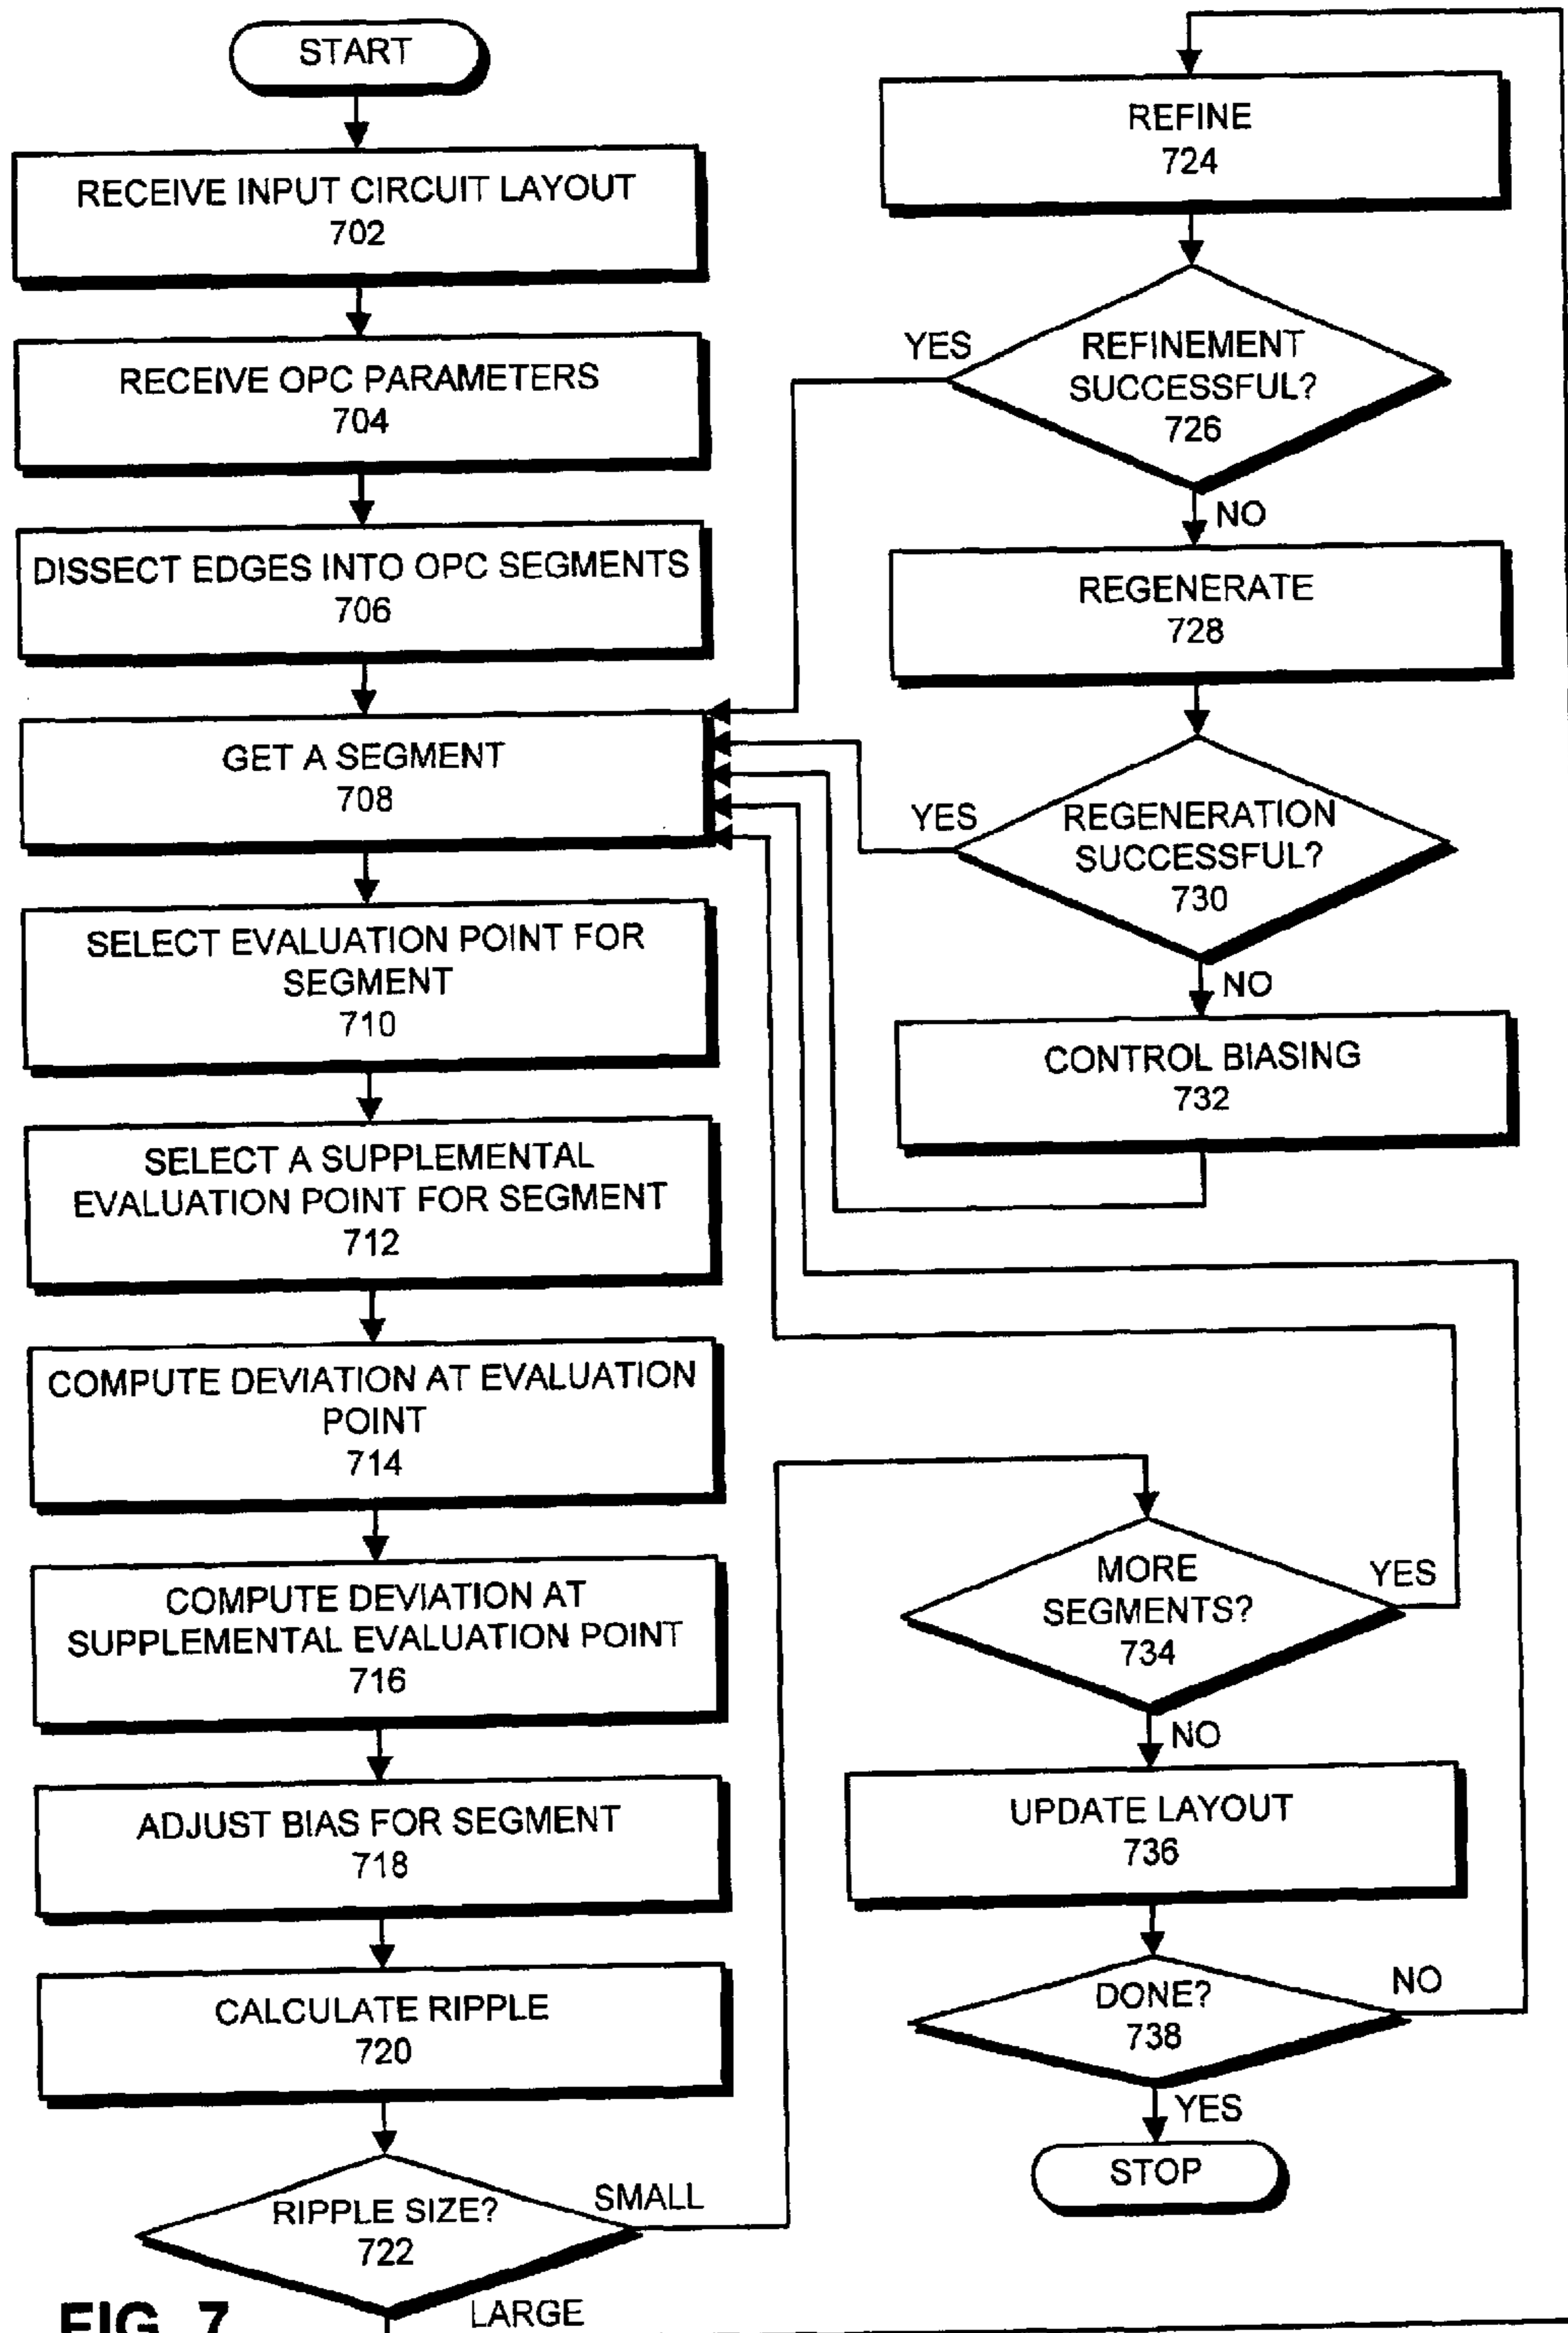 START
RECEIVE INPUT CIRCUIT LAYOUT
702
RECEIVE OPC PARAMETERS
704
DISSECT EDGES INTO OPC SEGMENTS
706
GET A SEGMENT
708
SELECT EVALUATION POINT FOR
SEGMENT
710
SELECT A SUPPLEMENTAL
EVALUATION POINT FOR SEGMENT
712
COMPUTE DEVIATION AT EVALUATION
POINT
714
COMPUTE DEVIATION AT
SUPPLEMENTAL EVALUATION POINT
716
ADJUST BIAS FOR SEGMENT
718
CALCULATE RIPPLE
720
RIPPLE SIZE?
722
SMALL
LARGE
REFINE
724
REFINEMENT
SUCCESSFUL?
726
YES
NO
REGENERATE
728
REGENERATION
SUCCESSFUL?
730
YES
NO
CONTROL BIASING
732
MORE
SEGMENTS?
734
YES
NO
UPDATE LAYOUT
736
DONE?
738
NO
YES
STOP
FIG. 7